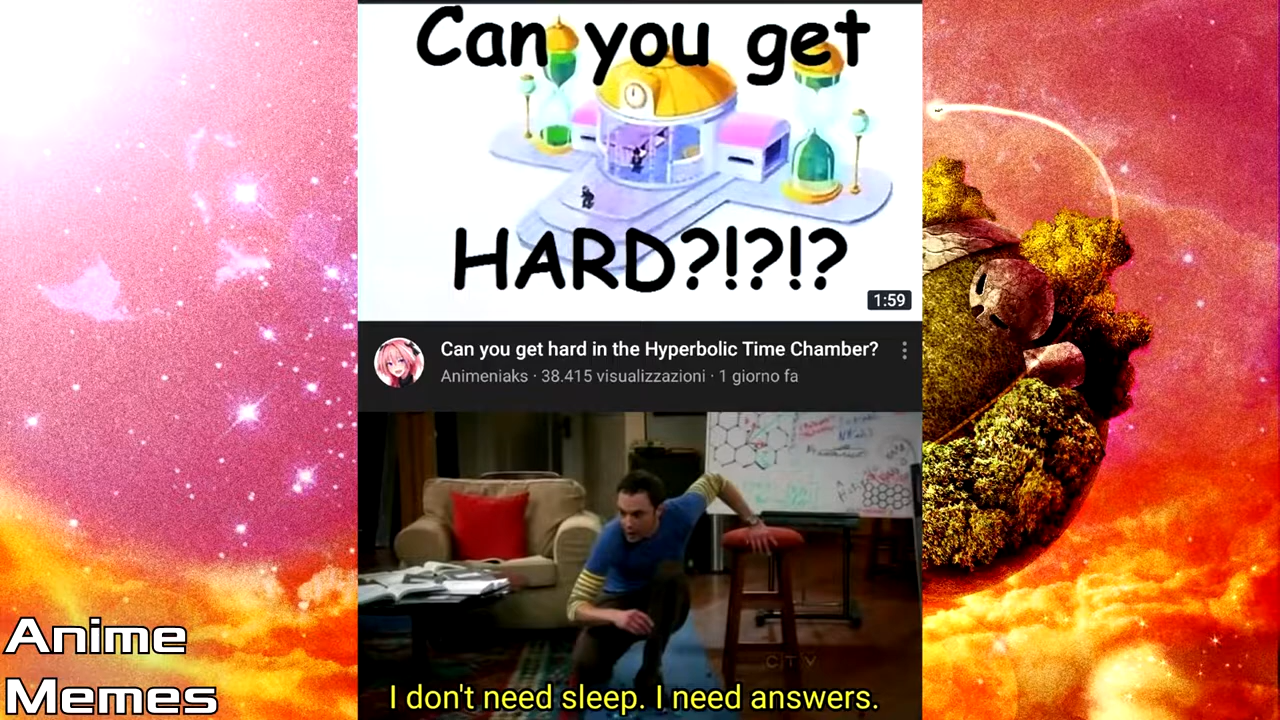 Can you get
HARD?!?!?
1:59
Can you get hard in the Hyperbolic Time Chamber?
Animeniaks · 38.415 visualizzazioni · 1 giorno fa
CTV
I don't need sleep. I need answers.
Anime
Memes